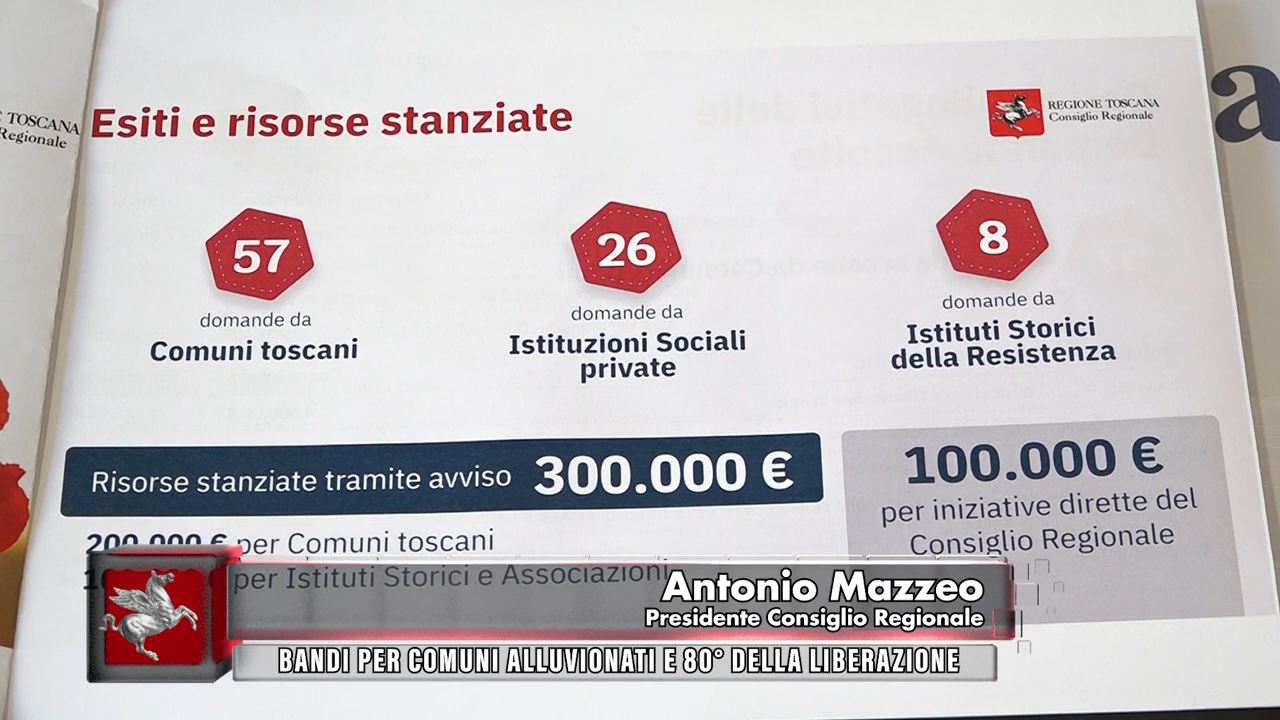 TOSCANA
Regionale
a
Esiti e risorse stanziate
REGIONE TOSCANA
Consiglio Regionale
57
domande da
Comuni toscani
26
domande da
Istituzioni Sociali
private
8
domande da
Istituti Storici
della Resistenza
Risorse stanziate tramite avviso 300.000 €
200.000 € per Comuni toscani
per Istituti Storici e Associazioni
100.000 €
per iniziative dirette del
Consiglio Regionale
Antonio Mazzeo
Presidente Consiglio Regionale
BANDI PER COMUNI ALLUVIONATI E 80° DELLA LIBERAZIONE